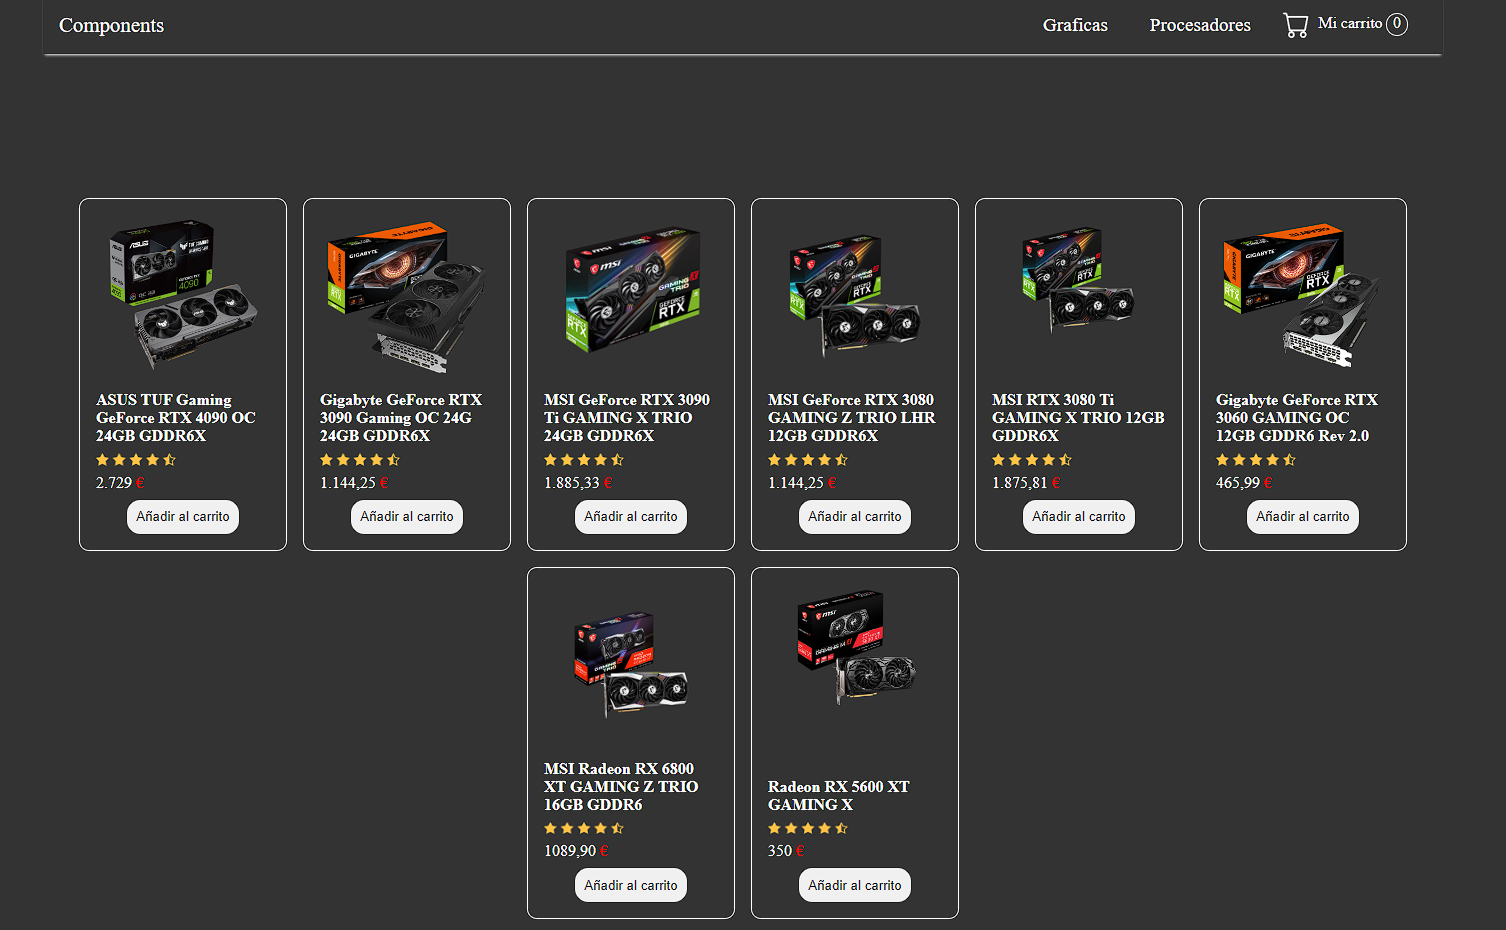 Components
Graficas
Procesadores
Mi carrito 0
ASUS TUF Gaming
GeForce RTX 4090 OC
24GB GDDR6X
2.729 €
Añadir al carrito
Gigabyte GeForce RTX
3090 Gaming OC 24G
24GB GDDR6X
1.144,25 €
Añadir al carrito
MSI GeForce RTX 3090
Ti GAMING X TRIO
24GB GDDR6X
1.885,33 €
Añadir al carrito
MSI GeForce RTX 3080
GAMING Z TRIO LHR
12GB GDDR6X
1.144,25 €
Añadir al carrito
MSI RTX 3080 Ti
GAMING X TRIO 12GB
GDDR6X
1.875,81 €
Añadir al carrito
Gigabyte GeForce RTX
3060 GAMING OC
12GB GDDR6 Rev 2.0
465,99 €
Añadir al carrito
MSI Radeon RX 6800
XT GAMING Z TRIO
16GB GDDR6
1089,90 €
Añadir al carrito
Radeon RX 5600 XT
GAMING X
350 €
Añadir al carrito